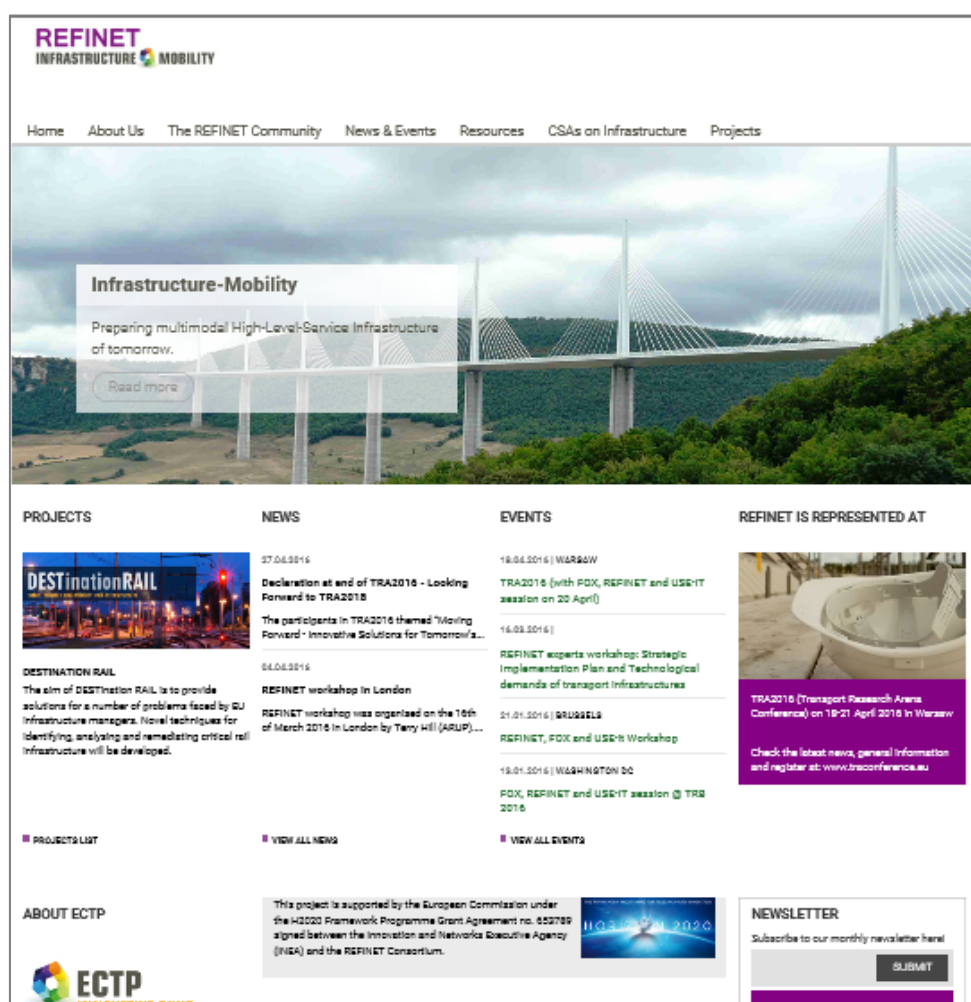 REFINET
INFRASTRUCTURE MOBILITY
Home About Us The REFINET Community News & Events Resources CSAs on Infrastructure Projects
Infrastructure-Mobility
Preparing multimodal High-Level-Service Infrastructure
of tomorrow.
Read more
PROJECTS
DESTinationRAIL
DESTINATION RAIL
The aim of DESTination RAIL is to provide
solutions for a number of problems faced by EU
infrastructure managers. Novel techniques for
identifying, analysing and remediating critical rail
infrastructure will be developed.
PROJECTS LIST
NEWS
27.04.2016
Decleration at end of TRA2016 - Looking
Forward to TRA2018
The participants in TRA2016 themed "Moving
Forward - Innovative Solutions for Tomorrow's...
04.04.2016
REFINET workshop in London
REFINET workshop was organised on the 16th
of March 2016 in London by Terry Hill (ARUP)....
VIEW ALL NEWS
EVENTS
18.04.2016 | WARSAW
TRA2016 (with FOX, REFINET and USE-IT
session on 20 April)
16.03.2016 |
REFINET experts workshop: Strategic
Implementation Plan and Technological
demands of transport infrastructures
21.01.2016 | BRUSSELS
REFINET, FOX and USE-it Workshop
13.01.2016 | WASHINGTON DC
FOX, REFINET and USE-IT session @ TRB
2016
VIEW ALL EVENTS
REFINET IS REPRESENTED AT
TRA2016 (Transport Research Arena
Conference) on 18-21 April 2016 in Warsaw
Check the latest news, general information
and register at: www.traconference.eu
ABOUT ECTP
ECTP
This project is supported by the European Commission under
the H2020 Framework Programme Grant Agreement no. 653789
signed between the Innovation and Networks Executive Agency
(INEA) and the REFINET Consortium.
HORIZON 2020
NEWSLETTER
Subscribe to our monthly newsletter here!
SUBMIT